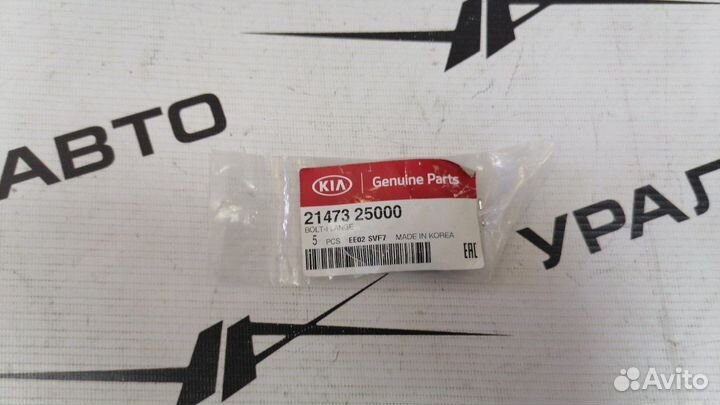 АВТО
УРАЛ
KIA Genuine Parts
21473 25000
BOLT-FLANGE
5 PCS EE02 SVF7 MADE IN KOREA
EAC
Avito